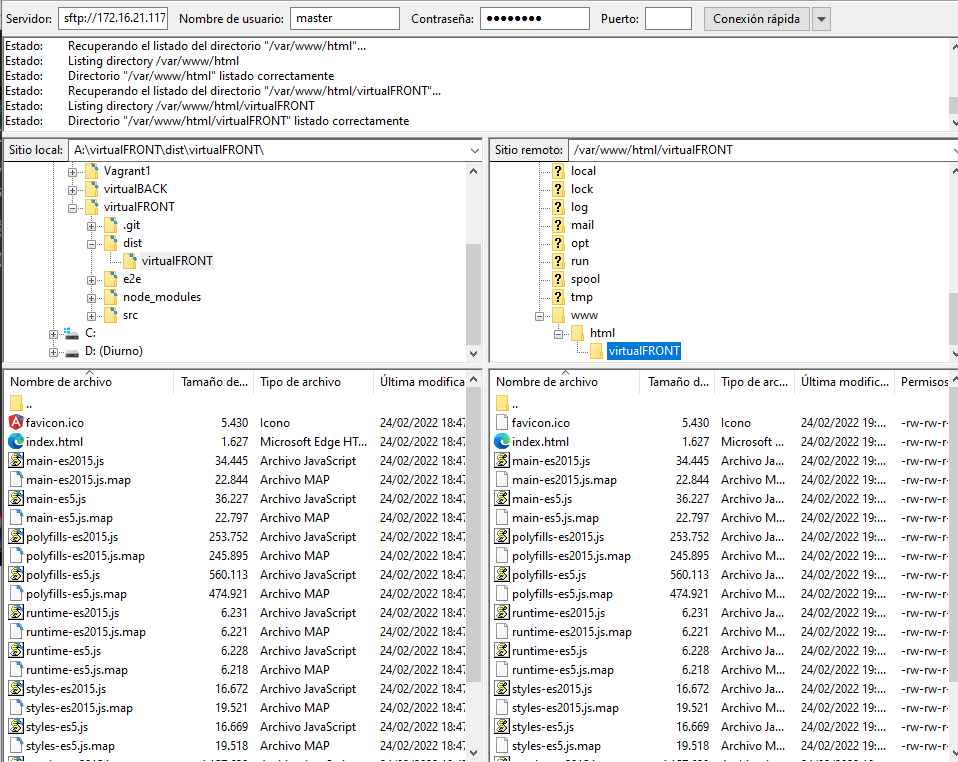 Servidor: sftp://172.16.21.117 Nombre de usuario: master Contraseña: ●●●●●●●● Puerto: Conexión rápida
Estado: Recuperando el listado del directorio "/var/www/html"...
Estado: Listing directory /var/www/html
Estado: Directorio "/var/www/html" listado correctamente
Estado: Recuperando el listado del directorio "/var/www/html/virtualFRONT"...
Estado: Listing directory /var/www/html/virtualFRONT
Estado: Directorio "/var/www/html/virtualFRONT" listado correctamente
Sitio local: A:\virtualFRONT\dist\virtualFRONT\
Vagrant1
virtualBACK
virtualFRONT
.git
dist
virtualFRONT
e2e
node_modules
src
C:
D: (Diurno)
Sitio remoto: /var/www/html/virtualFRONT
? local
? lock
? log
? mail
? opt
? run
? spool
? tmp
www
html
virtualFRONT
Nombre de archivo Tamaño de... Tipo de archivo Última modifica
..
favicon.ico 5.430 Icono 24/02/2022 18:47
index.html 1.627 Microsoft Edge HT... 24/02/2022 18:47
main-es2015.js 34.445 Archivo JavaScript 24/02/2022 18:47
main-es2015.js.map 22.844 Archivo MAP 24/02/2022 18:47
main-es5.js 36.227 Archivo JavaScript 24/02/2022 18:47
main-es5.js.map 22.797 Archivo MAP 24/02/2022 18:47
polyfills-es2015.js 253.752 Archivo JavaScript 24/02/2022 18:47
polyfills-es2015.js.map 245.895 Archivo MAP 24/02/2022 18:47
polyfills-es5.js 560.113 Archivo JavaScript 24/02/2022 18:47
polyfills-es5.js.map 474.921 Archivo MAP 24/02/2022 18:47
runtime-es2015.js 6.231 Archivo JavaScript 24/02/2022 18:47
runtime-es2015.js.map 6.221 Archivo MAP 24/02/2022 18:47
runtime-es5.js 6.228 Archivo JavaScript 24/02/2022 18:47
runtime-es5.js.map 6.218 Archivo MAP 24/02/2022 18:47
styles-es2015.js 16.672 Archivo JavaScript 24/02/2022 18:47
styles-es2015.js.map 19.521 Archivo MAP 24/02/2022 18:47
styles-es5.js 16.669 Archivo JavaScript 24/02/2022 18:47
styles-es5.js.map 19.518 Archivo MAP 24/02/2022 18:47
Nombre de archivo Tamaño d... Tipo de arc... Última modific... Permisos
..
favicon.ico 5.430 Icono 24/02/2022 19:... -rw-rw-r-
index.html 1.627 Microsoft ... 24/02/2022 19:... -rw-rw-r-
main-es2015.js 34.445 Archivo Ja... 24/02/2022 19:... -rw-rw-r-
main-es2015.js.map 22.844 Archivo M... 24/02/2022 19:... -rw-rw-r-
main-es5.js 36.227 Archivo Ja... 24/02/2022 19:... -rw-rw-r-
main-es5.js.map 22.797 Archivo M... 24/02/2022 19:... -rw-rw-r-
polyfills-es2015.js 253.752 Archivo Ja... 24/02/2022 19:... -rw-rw-r-
polyfills-es2015.js.map 245.895 Archivo M... 24/02/2022 19:... -rw-rw-r-
polyfills-es5.js 560.113 Archivo Ja... 24/02/2022 19:... -rw-rw-r-
polyfills-es5.js.map 474.921 Archivo M... 24/02/2022 19:... -rw-rw-r-
runtime-es2015.js 6.231 Archivo Ja... 24/02/2022 19:... -rw-rw-r-
runtime-es2015.js.map 6.221 Archivo M... 24/02/2022 19:... -rw-rw-r-
runtime-es5.js 6.228 Archivo Ja... 24/02/2022 19:... -rw-rw-r-
runtime-es5.js.map 6.218 Archivo M... 24/02/2022 19:... -rw-rw-r-
styles-es2015.js 16.672 Archivo Ja... 24/02/2022 19:... -rw-rw-r-
styles-es2015.js.map 19.521 Archivo M... 24/02/2022 19:... -rw-rw-r-
styles-es5.js 16.669 Archivo Ja... 24/02/2022 19:... -rw-rw-r-
styles-es5.js.map 19.518 Archivo M... 24/02/2022 19:... -rw-rw-r-